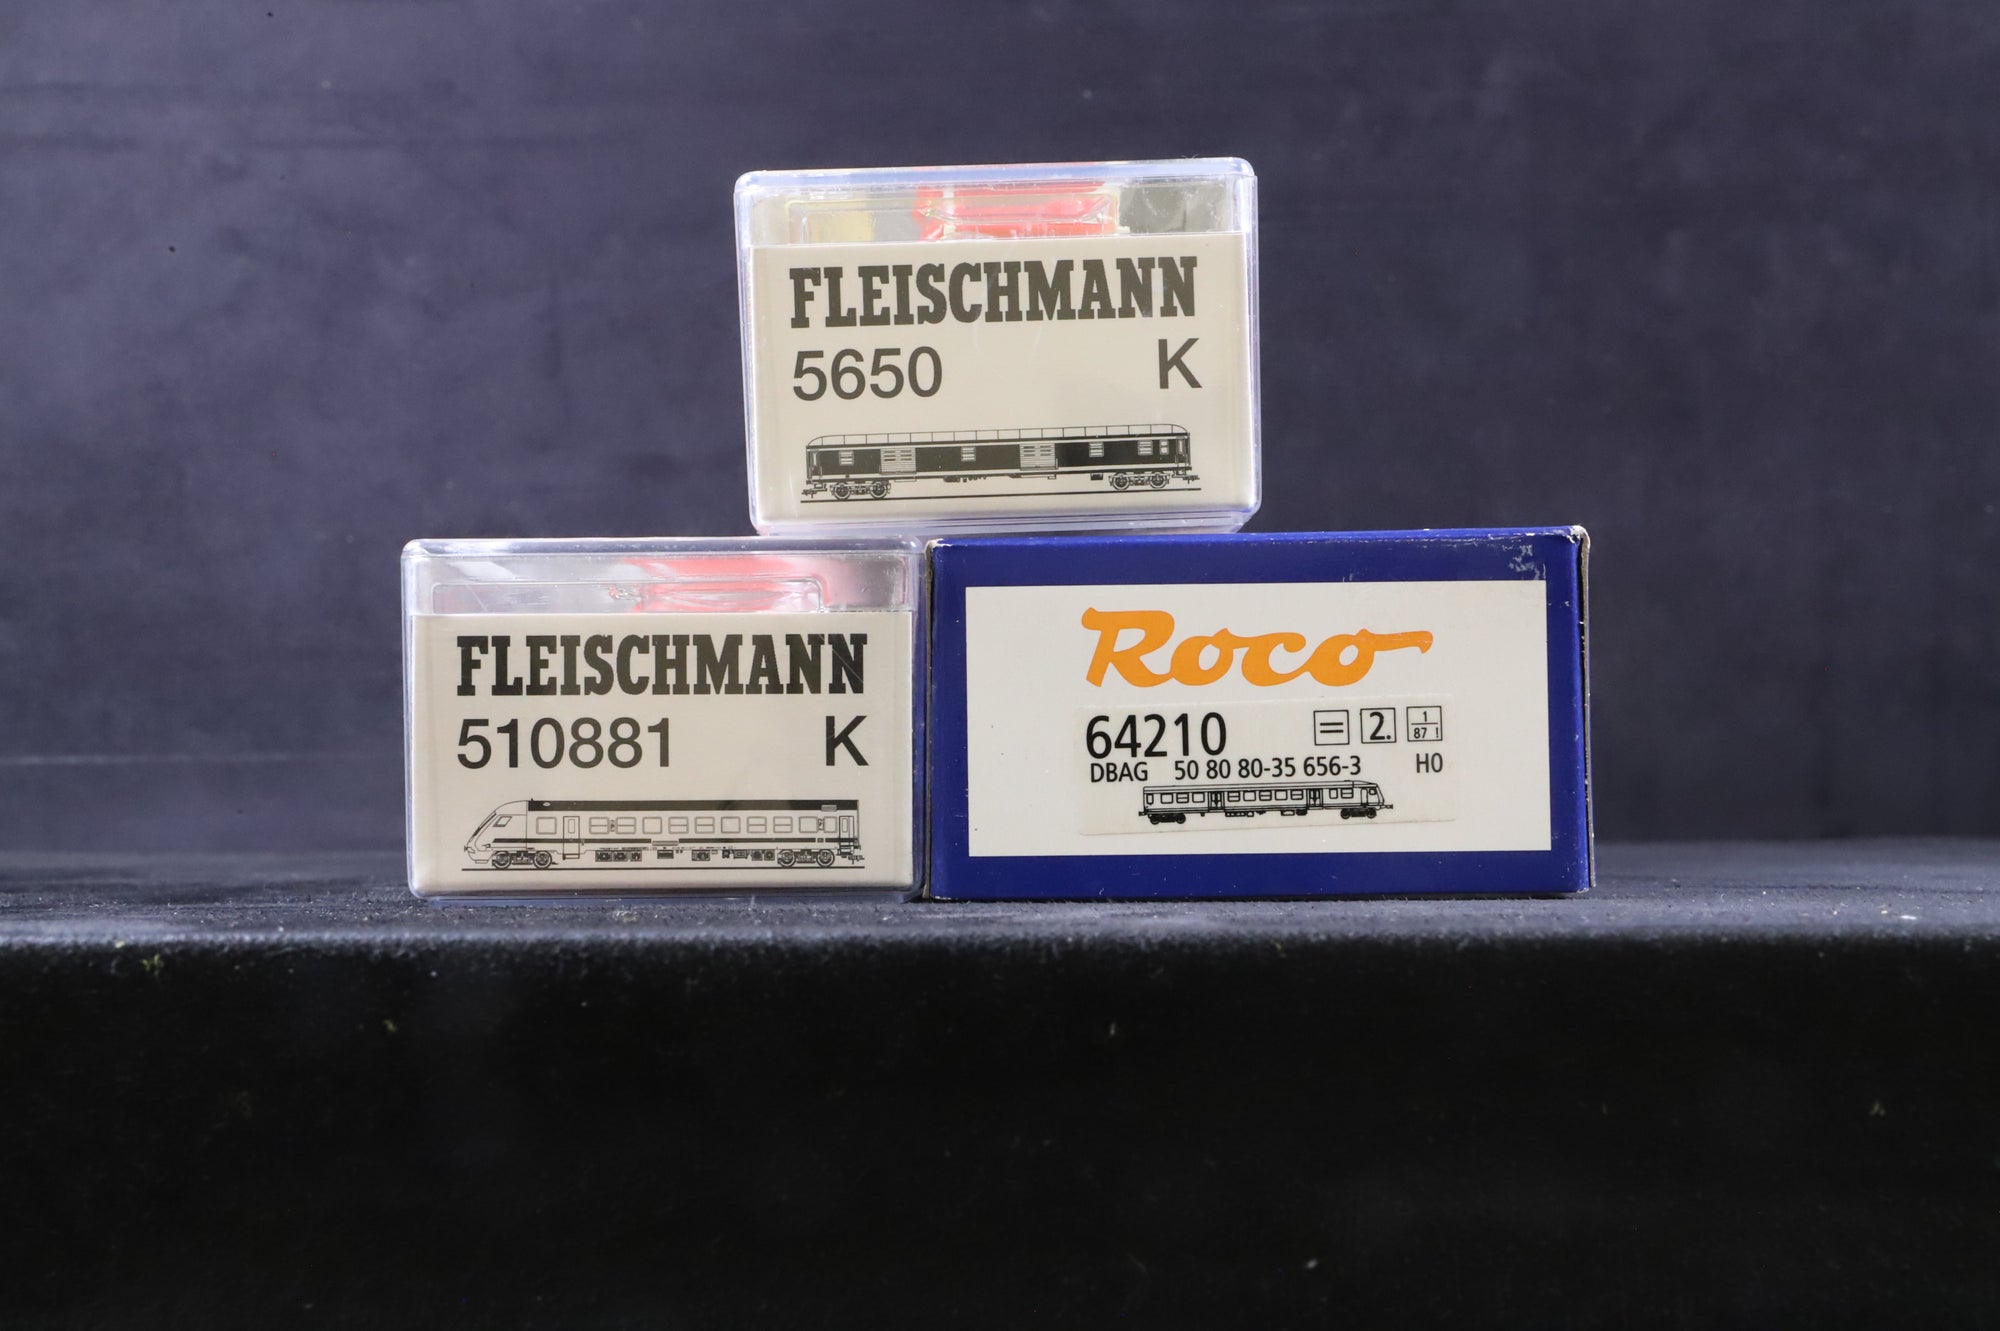 FLEISCHMANN
5650 K
FLEISCHMANN
510881 K
Roco
64210 = 2. 1/87 !
DBAG 50 80 80-35 656-3 H0